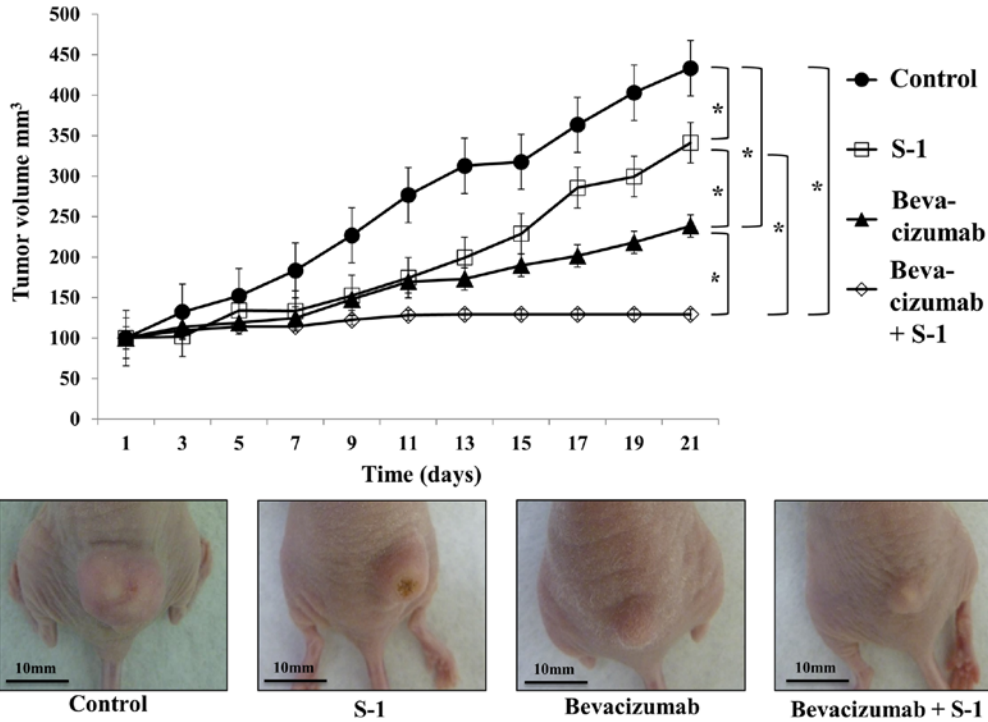 500
450
400
350
300
250
200
150
100
50
0
Tumor volume mm³
1 3 5 7 9 11 13 15 17 19 21
Time (days)
*
*
*
*
*
*
Control
S-1
Beva-
cizumab
Beva-
cizumab
+ S-1
10mm
10mm
10mm
10mm
Control
S-1
Bevacizumab
Bevacizumab + S-1